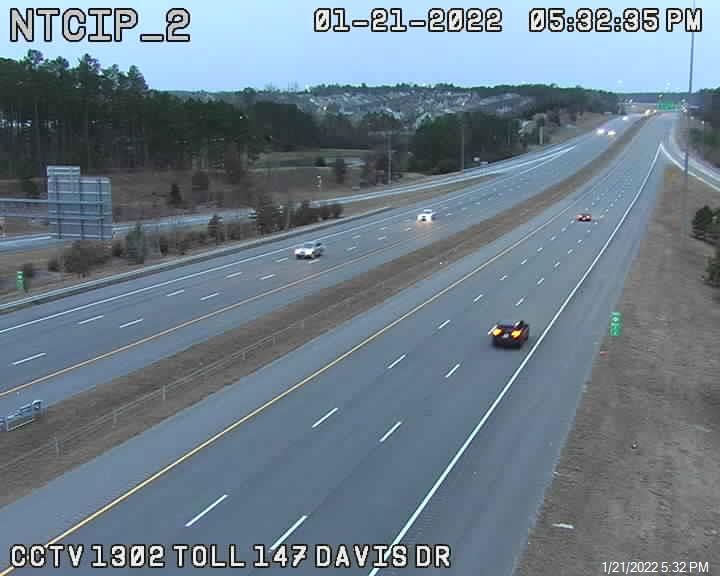 NTCIP_2 01-21-2022 05:32:35 PM
CCTV 1302 TOLL 147 DAVIS DR
1/21/2022 5:32 PM